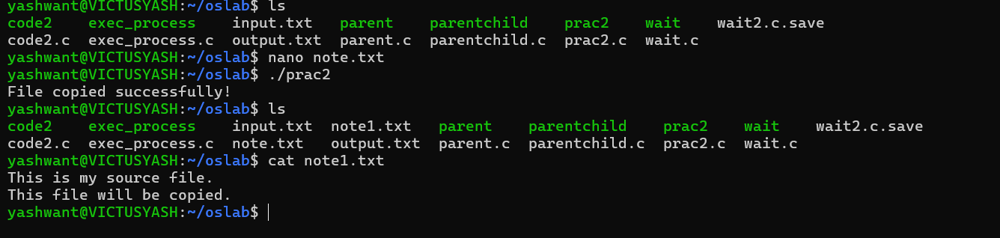 yashwant@VICTUSYASH:~/oslab$ ls
code2    exec_process    input.txt   parent    parentchild    prac2    wait    wait2.c.save
code2.c  exec_process.c  output.txt  parent.c  parentchild.c  prac2.c  wait.c
yashwant@VICTUSYASH:~/oslab$ nano note.txt
yashwant@VICTUSYASH:~/oslab$ ./prac2
File copied successfully!
yashwant@VICTUSYASH:~/oslab$ ls
code2    exec_process    input.txt  note1.txt   parent    parentchild    prac2    wait    wait2.c.save
code2.c  exec_process.c  note.txt   output.txt  parent.c  parentchild.c  prac2.c  wait.c
yashwant@VICTUSYASH:~/oslab$ cat note1.txt
This is my source file.
This file will be copied.
yashwant@VICTUSYASH:~/oslab$